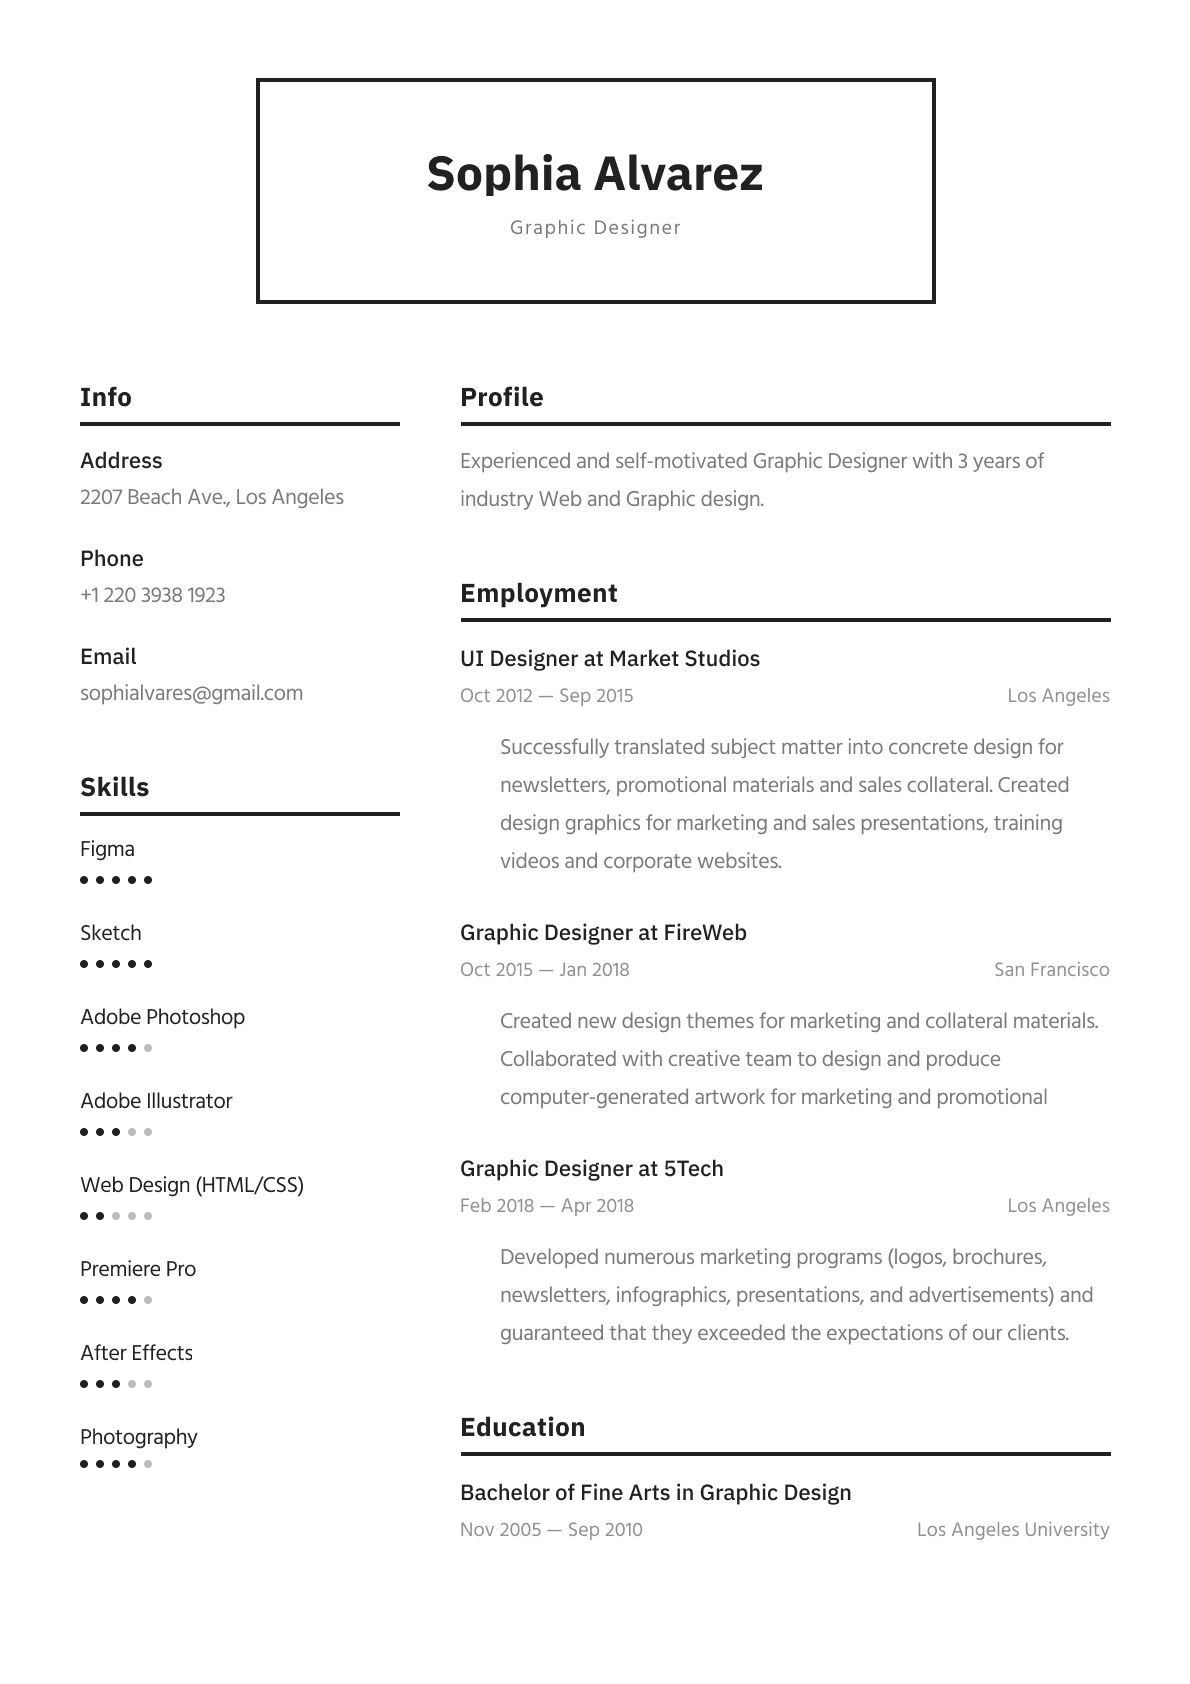 Sophia Alvarez
Graphic Designer
Info
Address
2207 Beach Ave., Los Angeles
Phone
+1 220 3938 1923
Email
sophialvares@gmail.com
Skills
Figma
Sketch
Adobe Photoshop
Adobe Illustrator
Web Design (HTML/CSS)
Premiere Pro
After Effects
Photography
Profile
Experienced and self-motivated Graphic Designer with 3 years of
industry Web and Graphic design.
Employment
UI Designer at Market Studios
Oct 2012 — Sep 2015 Los Angeles
Successfully translated subject matter into concrete design for
newsletters, promotional materials and sales collateral. Created
design graphics for marketing and sales presentations, training
videos and corporate websites.
Graphic Designer at FireWeb
Oct 2015 — Jan 2018 San Francisco
Created new design themes for marketing and collateral materials.
Collaborated with creative team to design and produce
computer-generated artwork for marketing and promotional
Graphic Designer at 5Tech
Feb 2018 — Apr 2018 Los Angeles
Developed numerous marketing programs (logos, brochures,
newsletters, infographics, presentations, and advertisements) and
guaranteed that they exceeded the expectations of our clients.
Education
Bachelor of Fine Arts in Graphic Design
Nov 2005 — Sep 2010 Los Angeles University